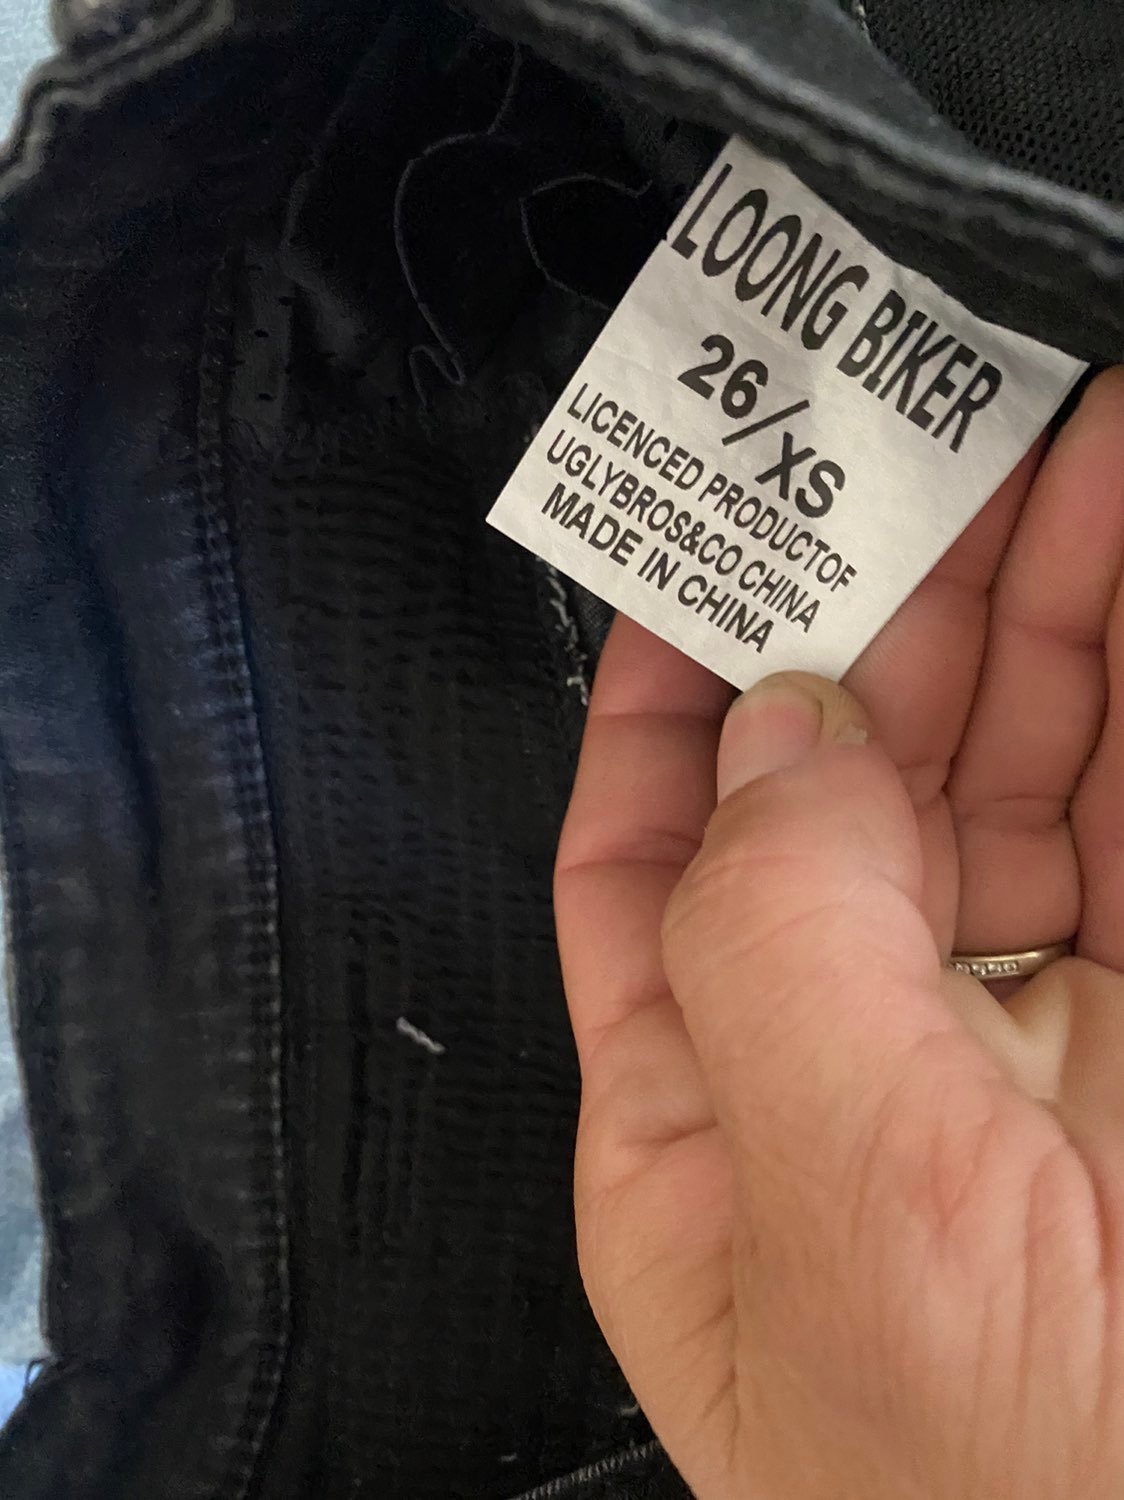 LOONG BIKER
26/XS
LICENCED PRODUCTOF
UGLYBROS&CO CHINA
MADE IN CHINA